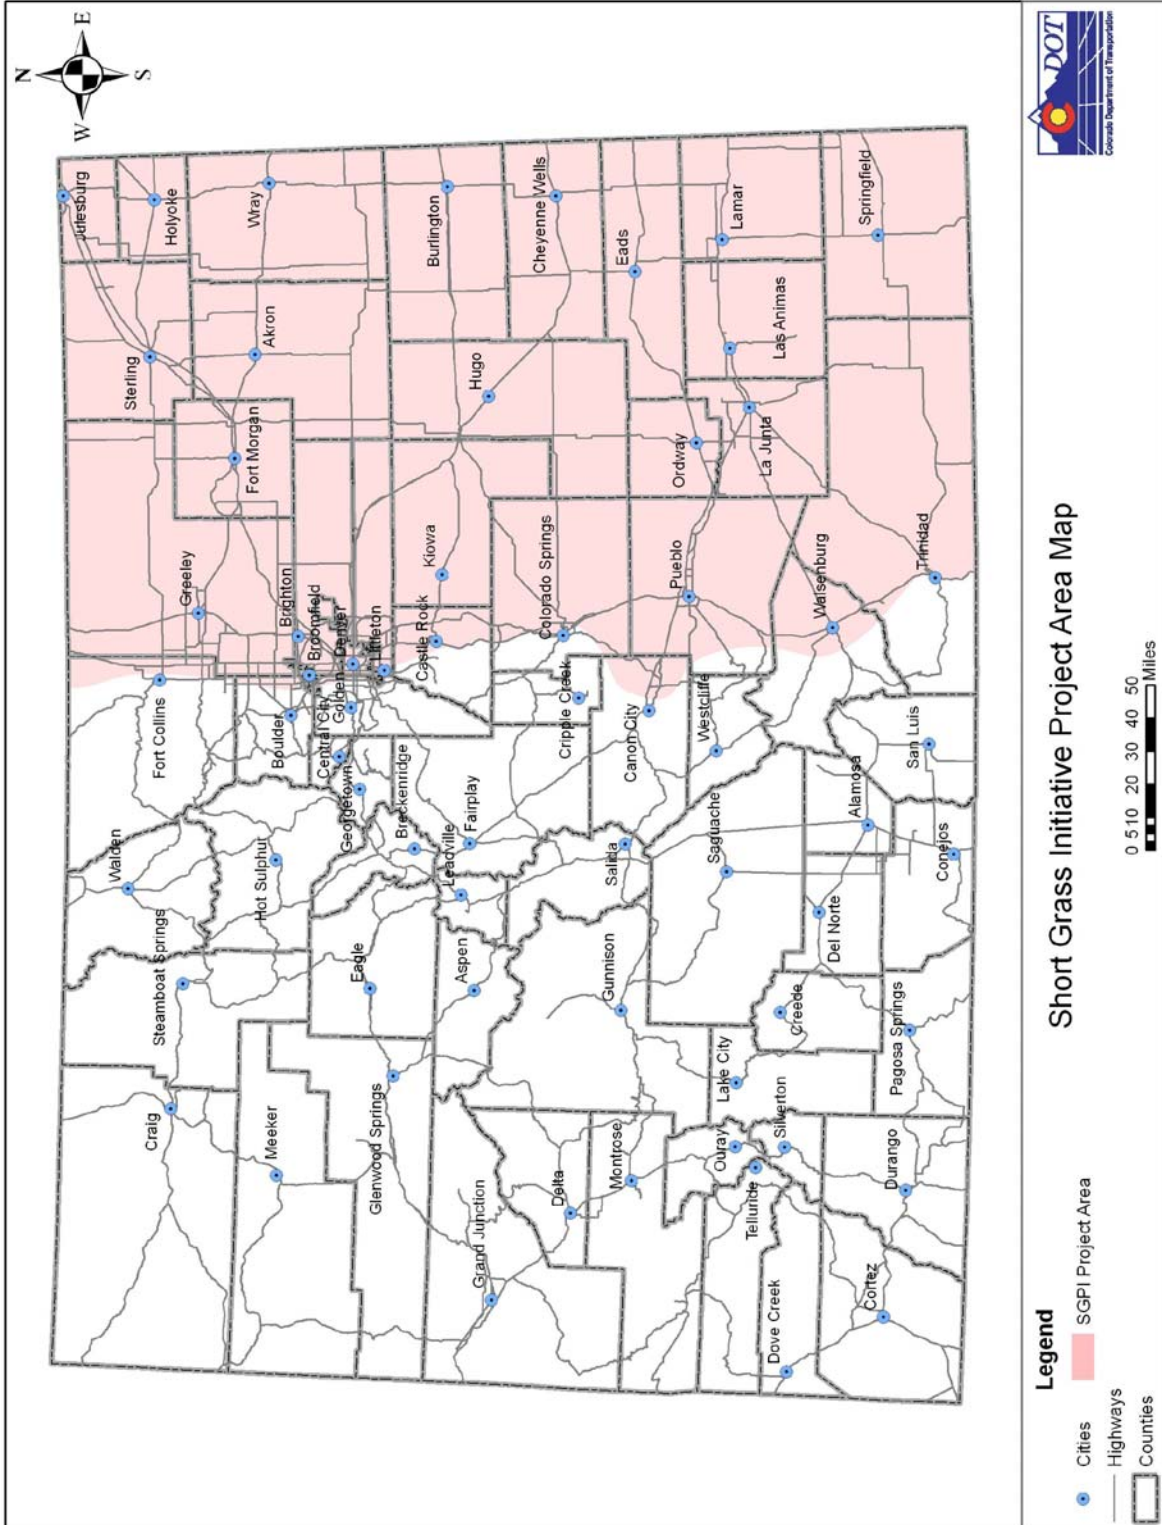 N
W
E
S
Julesburg
Holyoke
Wray
Burlington
Cheyenne Wells
Eads
Lamar
Springfield
Sterling
Akron
Hugo
Las Animas
Fort Morgan
Ordway
La Junta
Greeley
Brighton
Broomfield
Denver
Littleton
Kiowa
Castle Rock
Colorado Springs
Pueblo
Walsenburg
Trinidad
Fort Collins
Boulder
Central City
Golden
Georgetown
Breckenridge
Fairplay
Cripple Creek
Canon City
Westcliffe
San Luis
Walden
Hot Sulphur
Leadville
Salida
Saguache
Alamosa
Conejos
Steamboat Springs
Eagle
Aspen
Gunnison
Del Norte
Creede
Pagosa Springs
Craig
Meeker
Glenwood Springs
Lake City
Silverton
Ouray
Montrose
Delta
Grand Junction
Telluride
Durango
Dove Creek
Cortez
Legend
Cities
Highways
Counties
SGPI Project Area
Short Grass Initiative Project Area Map
0 5 10 20 30 40 50
Miles
DOT
Colorado Department of Transportation